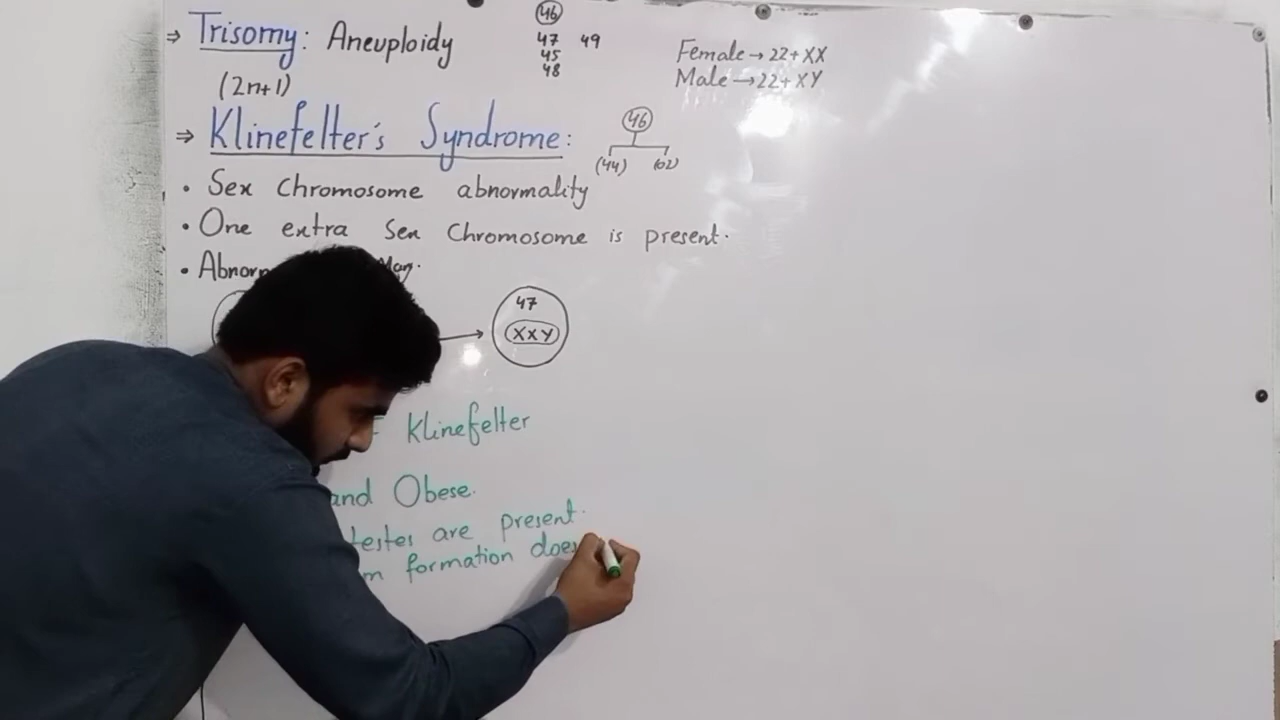 ⇒ Trisomy: Aneuploidy
(2n+1)
46
47 49
45
48
Female → 22+XX
Male → 22+XY
⇒ Klinefelter's Syndrome:
46
(44) (02)
• Sex Chromosome abnormality
• One extra Sex Chromosome is present.
•
47
XXY
Klinefelter
and Obese.
testes are present.
formation does